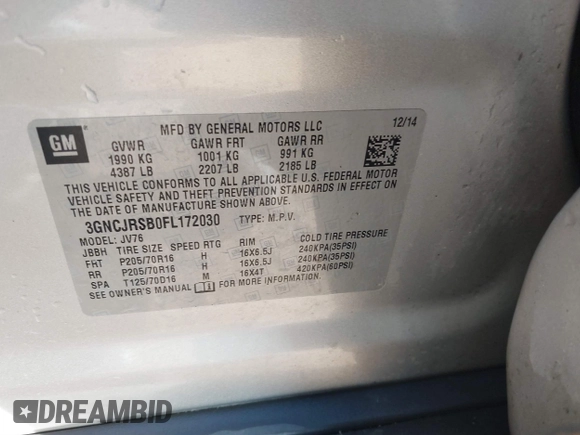 GM
MFD BY GENERAL MOTORS LLC
12/14
GVWR GAWR FRT GAWR RR
1990 KG 1001 KG 991 KG
4387 LB 2207 LB 2185 LB
THIS VEHICLE CONFORMS TO ALL APPLICABLE U.S. FEDERAL MOTOR
VEHICLE SAFETY AND THEFT PREVENTION STANDARDS IN EFFECT ON
THE DATE OF MANUFACTURE SHOWN ABOVE.
3GNCJRSB0FL172030 TYPE: M.P.V.
MODEL: JV76
JBBH TIRE SIZE SPEED RTG RIM COLD TIRE PRESSURE
FRT P205/70R16 H 16X6.5J 240KPA(35PSI)
RR P205/70R16 H 16X6.5J 240KPA(35PSI)
SPA T125/70D16 M 16X4T 420KPA(60PSI)
SEE OWNER'S MANUAL FOR MORE INFORMATION.
DREAMBID